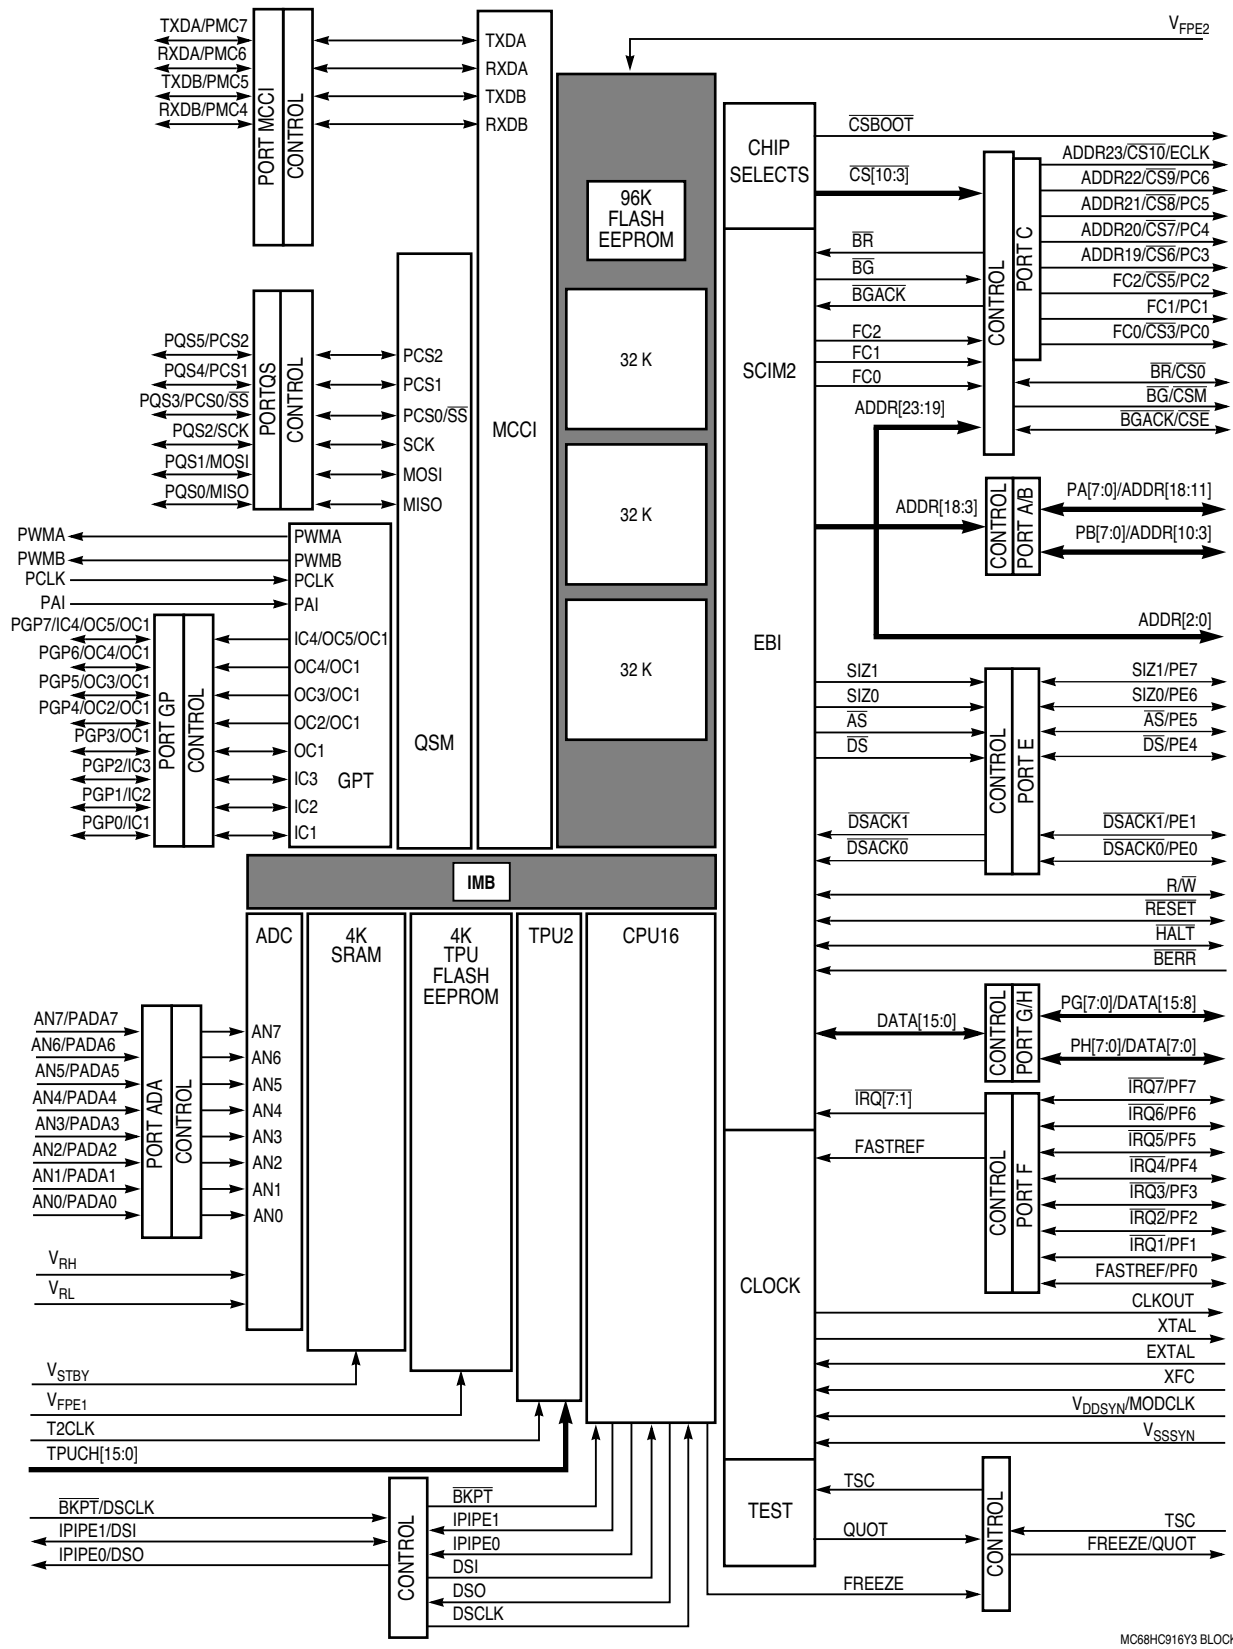 TXDA/PMC7
RXDA/PMC6
TXDB/PMC5
RXDB/PMC4
PORT MCCI
CONTROL
TXDA
RXDA
TXDB
RXDB
MCCI
VFPE2
96K
FLASH
EEPROM
32 K
32 K
32 K
CHIP
SELECTS
CSBOOT
CS[10:3]
CONTROL
PORT C
ADDR23/CS10/ECLK
ADDR22/CS9/PC6
ADDR21/CS8/PC5
ADDR20/CS7/PC4
ADDR19/CS6/PC3
FC2/CS5/PC2
FC1/PC1
FC0/CS3/PC0
BR/CS0
BG/CSM
BGACK/CSE
BR
BG
BGACK
FC2
FC1
FC0
SCIM2
ADDR[23:19]
ADDR[18:3]
CONTROL
PORT A/B
PA[7:0]/ADDR[18:11]
PB[7:0]/ADDR[10:3]
ADDR[2:0]
EBI
PQS5/PCS2
PQS4/PCS1
PQS3/PCS0/SS
PQS2/SCK
PQS1/MOSI
PQS0/MISO
PORTQS
CONTROL
PCS2
PCS1
PCS0/SS
SCK
MOSI
MISO
QSM
PWMA
PWMB
PCLK
PAI
PWMA
PWMB
PCLK
PAI
PGP7/IC4/OC5/OC1
PGP6/OC4/OC1
PGP5/OC3/OC1
PGP4/OC2/OC1
PGP3/OC1
PGP2/IC3
PGP1/IC2
PGP0/IC1
PORT GP
CONTROL
IC4/OC5/OC1
OC4/OC1
OC3/OC1
OC2/OC1
OC1
IC3
IC2
IC1
GPT
SIZ1
SIZ0
AS
DS
DSACK1
DSACK0
CONTROL
PORT E
SIZ1/PE7
SIZ0/PE6
AS/PE5
DS/PE4
DSACK1/PE1
DSACK0/PE0
R/W
RESET
HALT
BERR
IMB
ADC
4K
SRAM
4K
TPU
FLASH
EEPROM
TPU2
CPU16
DATA[15:0]
CONTROL
PORT G/H
PG[7:0]/DATA[15:8]
PH[7:0]/DATA[7:0]
AN7/PADA7
AN6/PADA6
AN5/PADA5
AN4/PADA4
AN3/PADA3
AN2/PADA2
AN1/PADA1
AN0/PADA0
PORT ADA
CONTROL
AN7
AN6
AN5
AN4
AN3
AN2
AN1
AN0
IRQ[7:1]
FASTREF
CONTROL
PORT F
IRQ7/PF7
IRQ6/PF6
IRQ5/PF5
IRQ4/PF4
IRQ3/PF3
IRQ2/PF2
IRQ1/PF1
FASTREF/PF0
CLOCK
CLKOUT
XTAL
EXTAL
XFC
VDDSYN/MODCLK
VSSSYN
VRH
VRL
VSTBY
VFPE1
T2CLK
TPUCH[15:0]
BKPT/DSCLK
IPIPE1/DSI
IPIPE0/DSO
CONTROL
BKPT
IPIPE1
IPIPE0
DSI
DSO
DSCLK
TEST
TSC
QUOT
FREEZE
CONTROL
TSC
FREEZE/QUOT
MC68HC916Y3 BLOCK